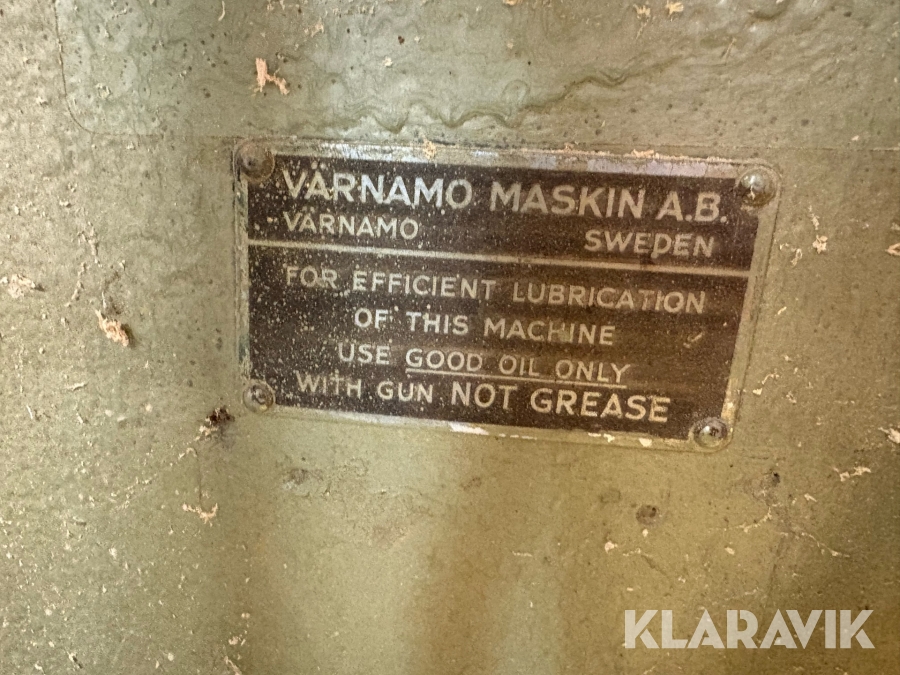 VÄRNAMO MASKIN A.B.
VÄRNAMO SWEDEN
FOR EFFICIENT LUBRICATION
OF THIS MACHINE
USE GOOD OIL ONLY
WITH GUN NOT GREASE
KLARAVIK